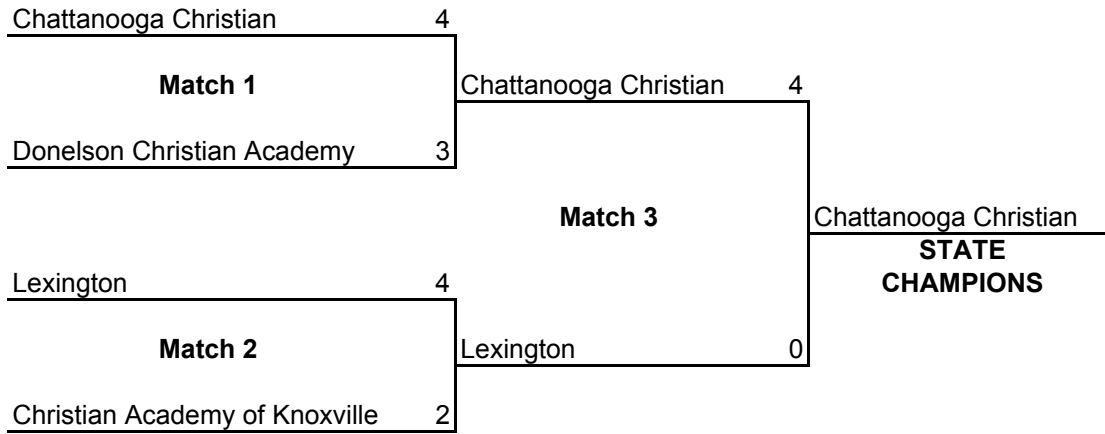 Chattanooga Christian 4
Match 1
Chattanooga Christian 4
Donelson Christian Academy 3
Match 3
Chattanooga Christian
STATE
CHAMPIONS
Lexington 4
Match 2
Lexington 0
Christian Academy of Knoxville 2